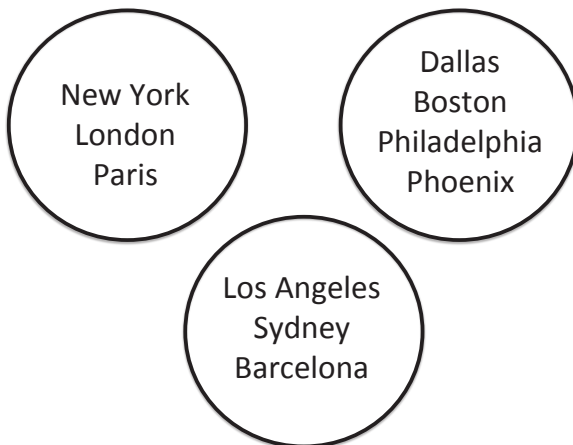 New York
London
Paris
Dallas
Boston
Philadelphia
Phoenix
Los Angeles
Sydney
Barcelona